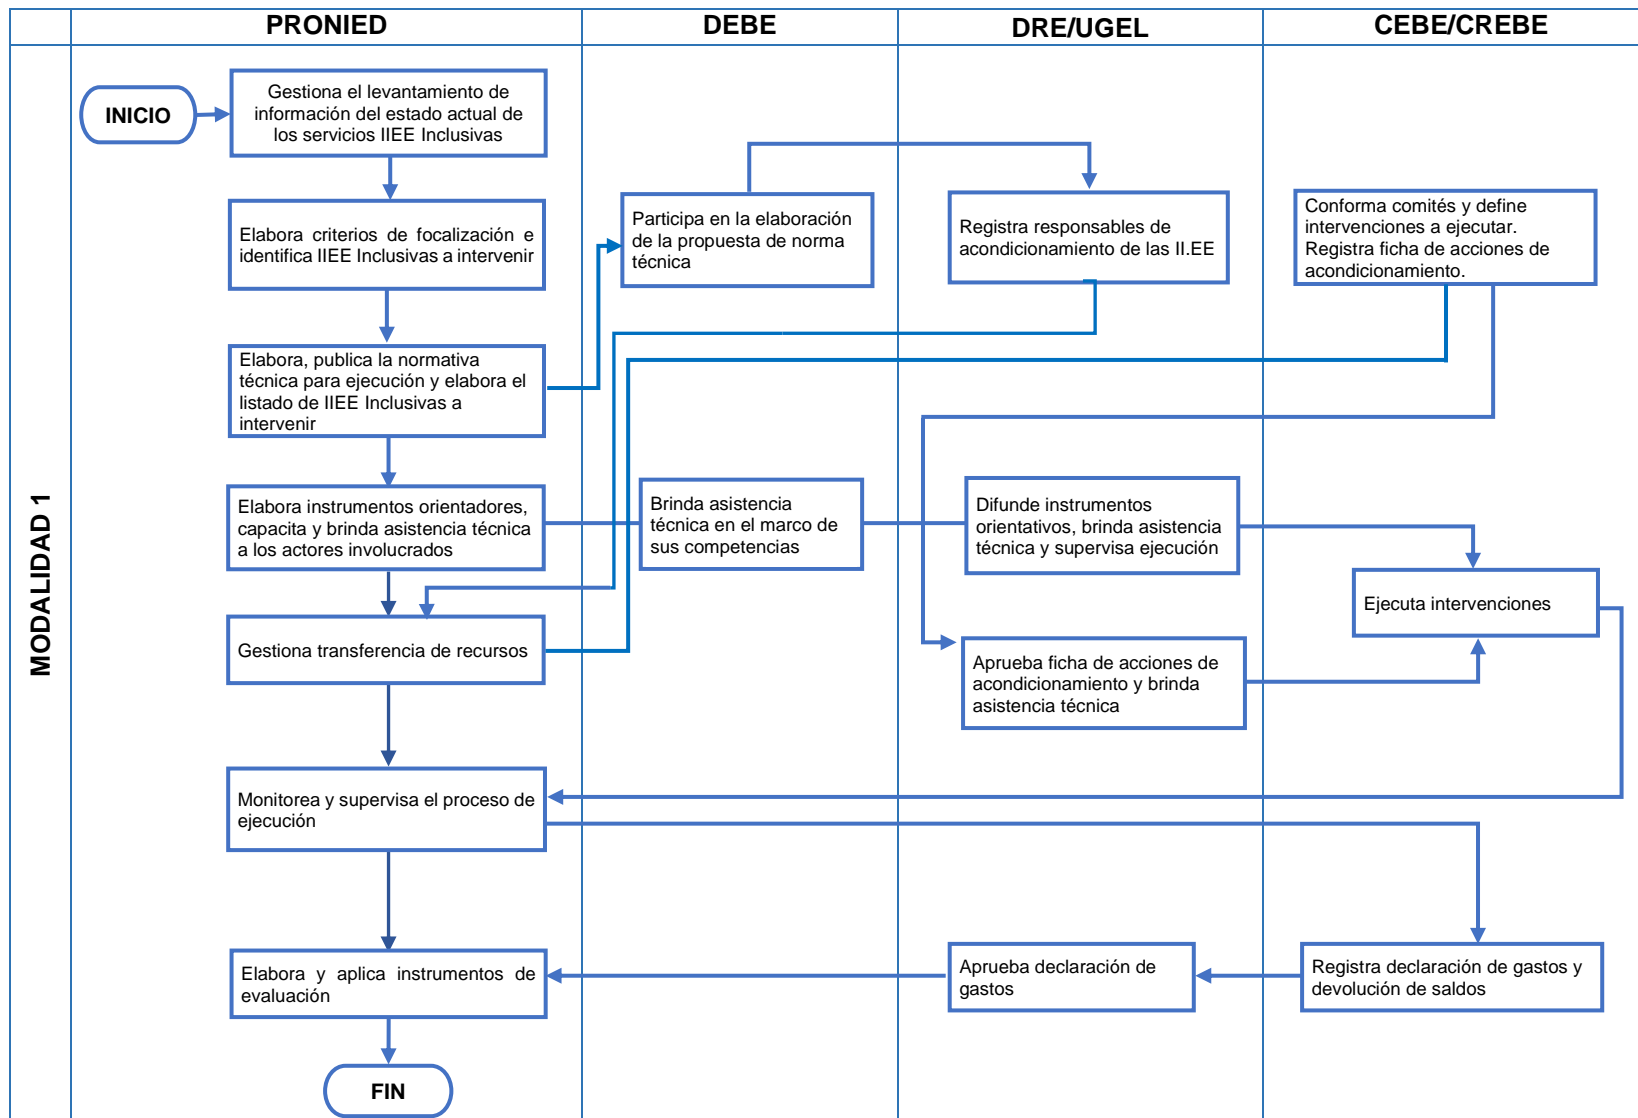 PRONIED
DEBE
DRE/UGEL
CEBE/CREBE
MODALIDAD 1
INICIO
Gestiona el levantamiento de
información del estado actual de
los servicios IIEE Inclusivas
Elabora criterios de focalización e
identifica IIEE Inclusivas a intervenir
Participa en la elaboración
de la propuesta de norma
técnica
Registra responsables de
acondicionamiento de las II.EE
Conforma comités y define
intervenciones a ejecutar.
Registra ficha de acciones de
acondicionamiento.
Elabora, publica la normativa
técnica para ejecución y elabora el
listado de IIEE Inclusivas a
intervenir
Elabora instrumentos orientadores,
capacita y brinda asistencia técnica
a los actores involucrados
Brinda asistencia
técnica en el marco de
sus competencias
Difunde instrumentos
orientativos, brinda asistencia
técnica y supervisa ejecución
Ejecuta intervenciones
Gestiona transferencia de recursos
Aprueba ficha de acciones de
acondicionamiento y brinda
asistencia técnica
Monitorea y supervisa el proceso de
ejecución
Elabora y aplica instrumentos de
evaluación
Aprueba declaración de
gastos
Registra declaración de gastos y
devolución de saldos
FIN